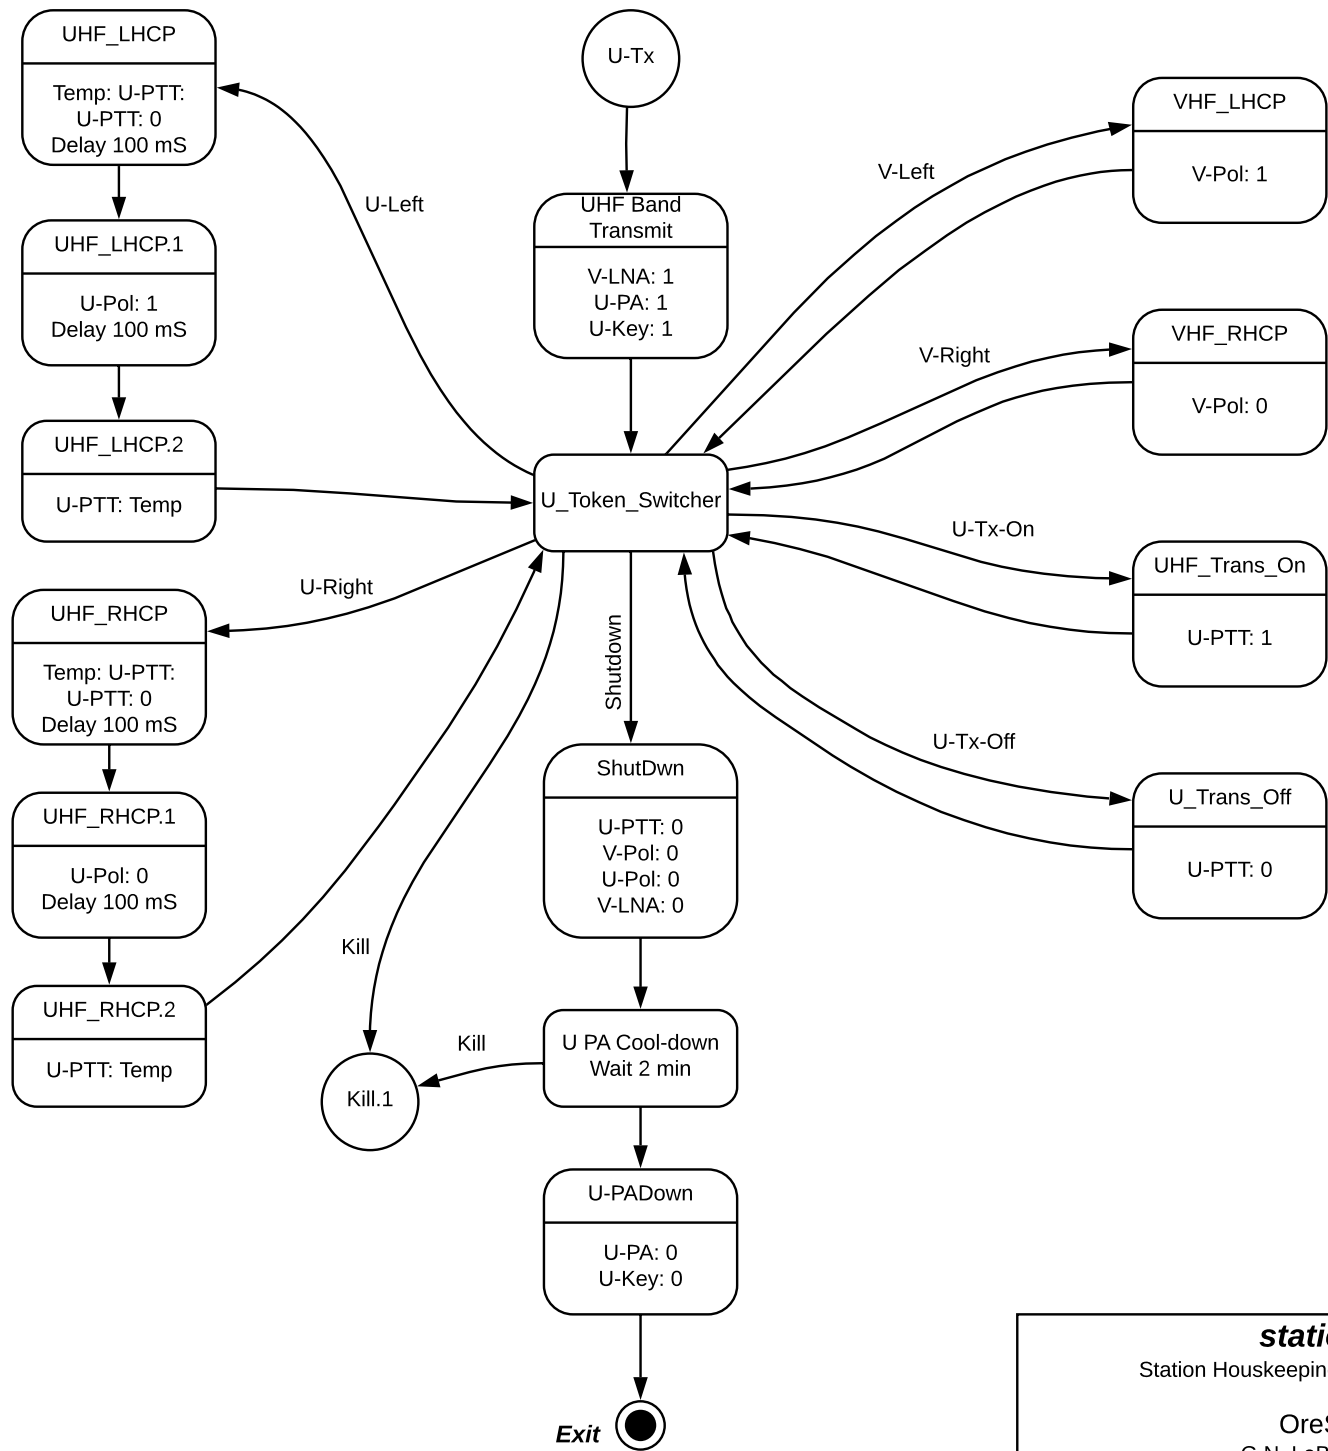 UHF_LHCP
Temp: U-PTT:
U-PTT: 0
Delay 100 mS
UHF_LHCP.1
U-Pol: 1
Delay 100 mS
UHF_LHCP.2
U-PTT: Temp
U-Left
U-Tx
UHF Band
Transmit
V-LNA: 1
U-PA: 1
U-Key: 1
V-Left
VHF_LHCP
V-Pol: 1
V-Right
VHF_RHCP
V-Pol: 0
U_Token_Switcher
U-Tx-On
UHF_Trans_On
U-PTT: 1
U-Right
UHF_RHCP
Temp: U-PTT:
U-PTT: 0
Delay 100 mS
UHF_RHCP.1
U-Pol: 0
Delay 100 mS
UHF_RHCP.2
U-PTT: Temp
Shutdown
U-Tx-Off
U_Trans_Off
U-PTT: 0
ShutDwn
U-PTT: 0
V-Pol: 0
U-Pol: 0
V-LNA: 0
Kill
U PA Cool-down
Wait 2 min
Kill
Kill.1
U-PADown
U-PA: 0
U-Key: 0
Exit
Station